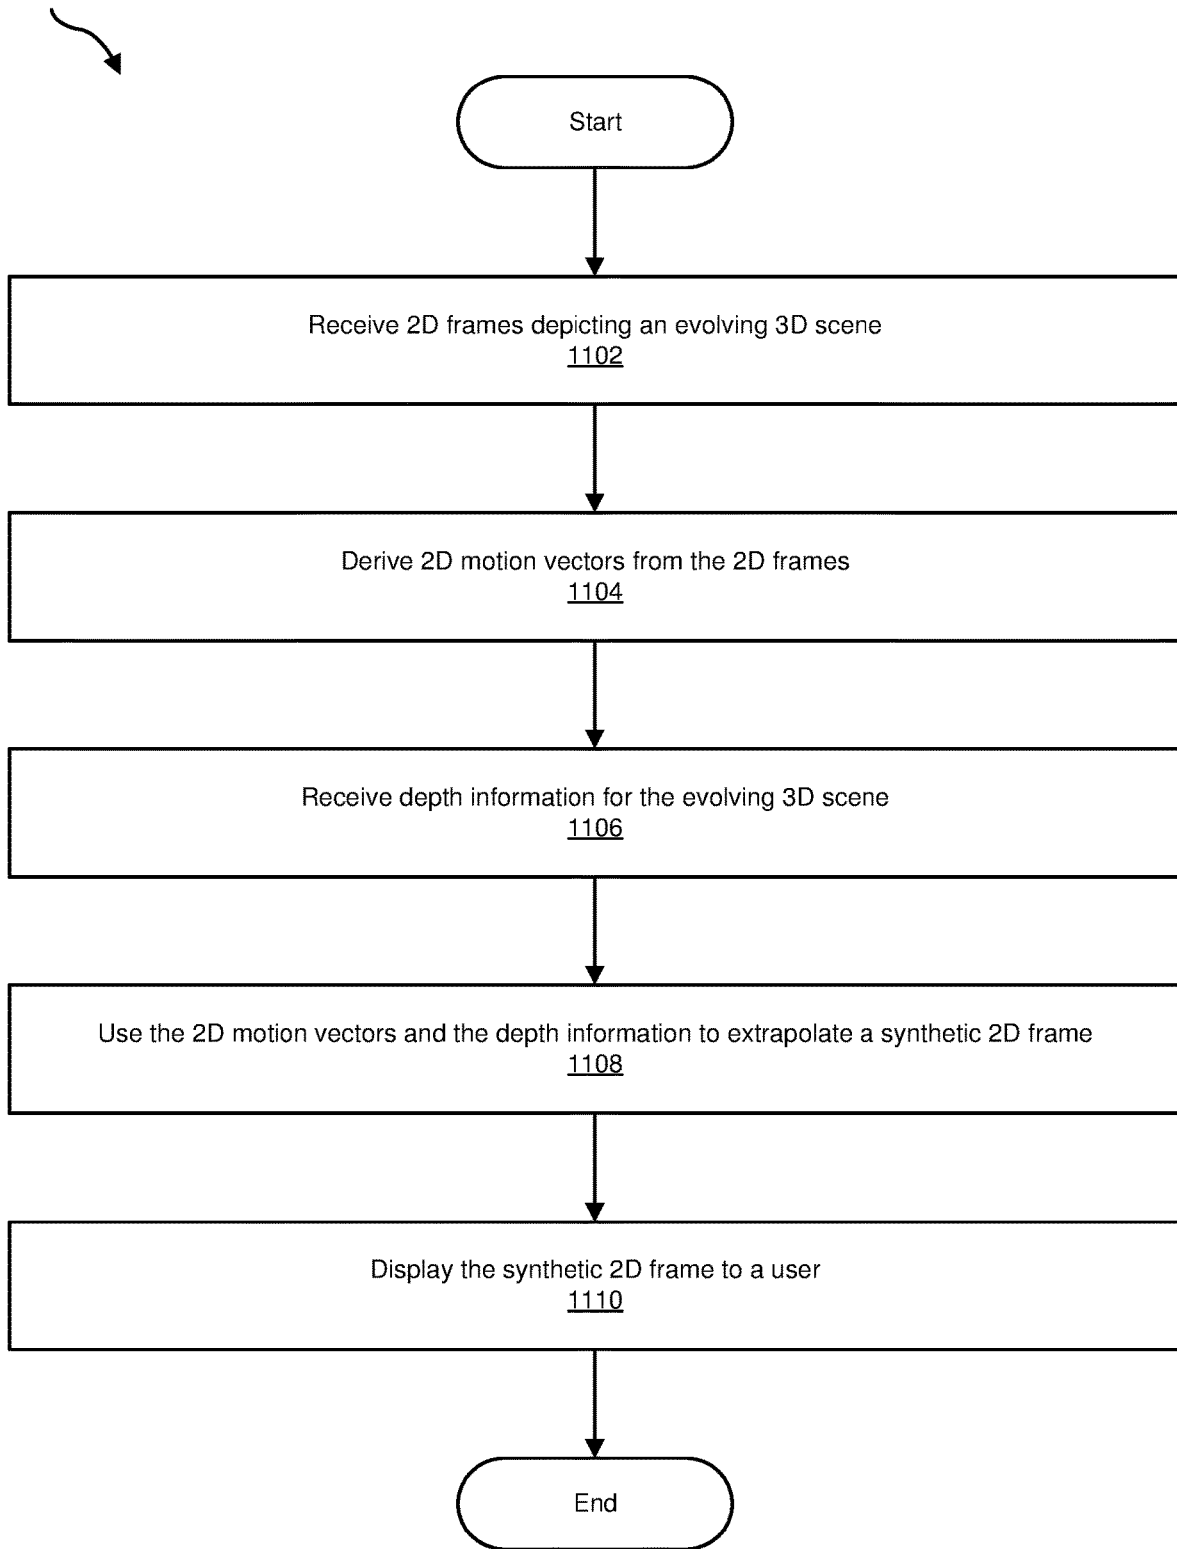 Start
Receive 2D frames depicting an evolving 3D scene
1102
Derive 2D motion vectors from the 2D frames
1104
Receive depth information for the evolving 3D scene
1106
Use the 2D motion vectors and the depth information to extrapolate a synthetic 2D frame
1108
Display the synthetic 2D frame to a user
1110
End